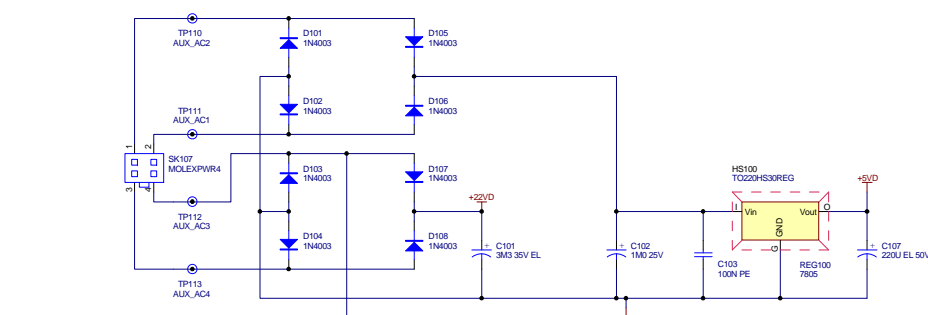 TP110
AUX_AC2
D101
1N4003
D105
1N4003
D102
1N4003
D106
1N4003
TP111
AUX_AC1
1
2
SK107
MOLEXPWR4
3
4
D103
1N4003
D107
1N4003
TP112
AUX_AC3
D104
1N4003
D108
1N4003
TP113
AUX_AC4
+22VD
C101
3M3 35V EL
C102
1M0 25V
C103
100N PE
HS100
TO220HS30REG
I
Vin
Vout
O
GND
G
REG100
7805
+5VD
C107
220U EL 50V